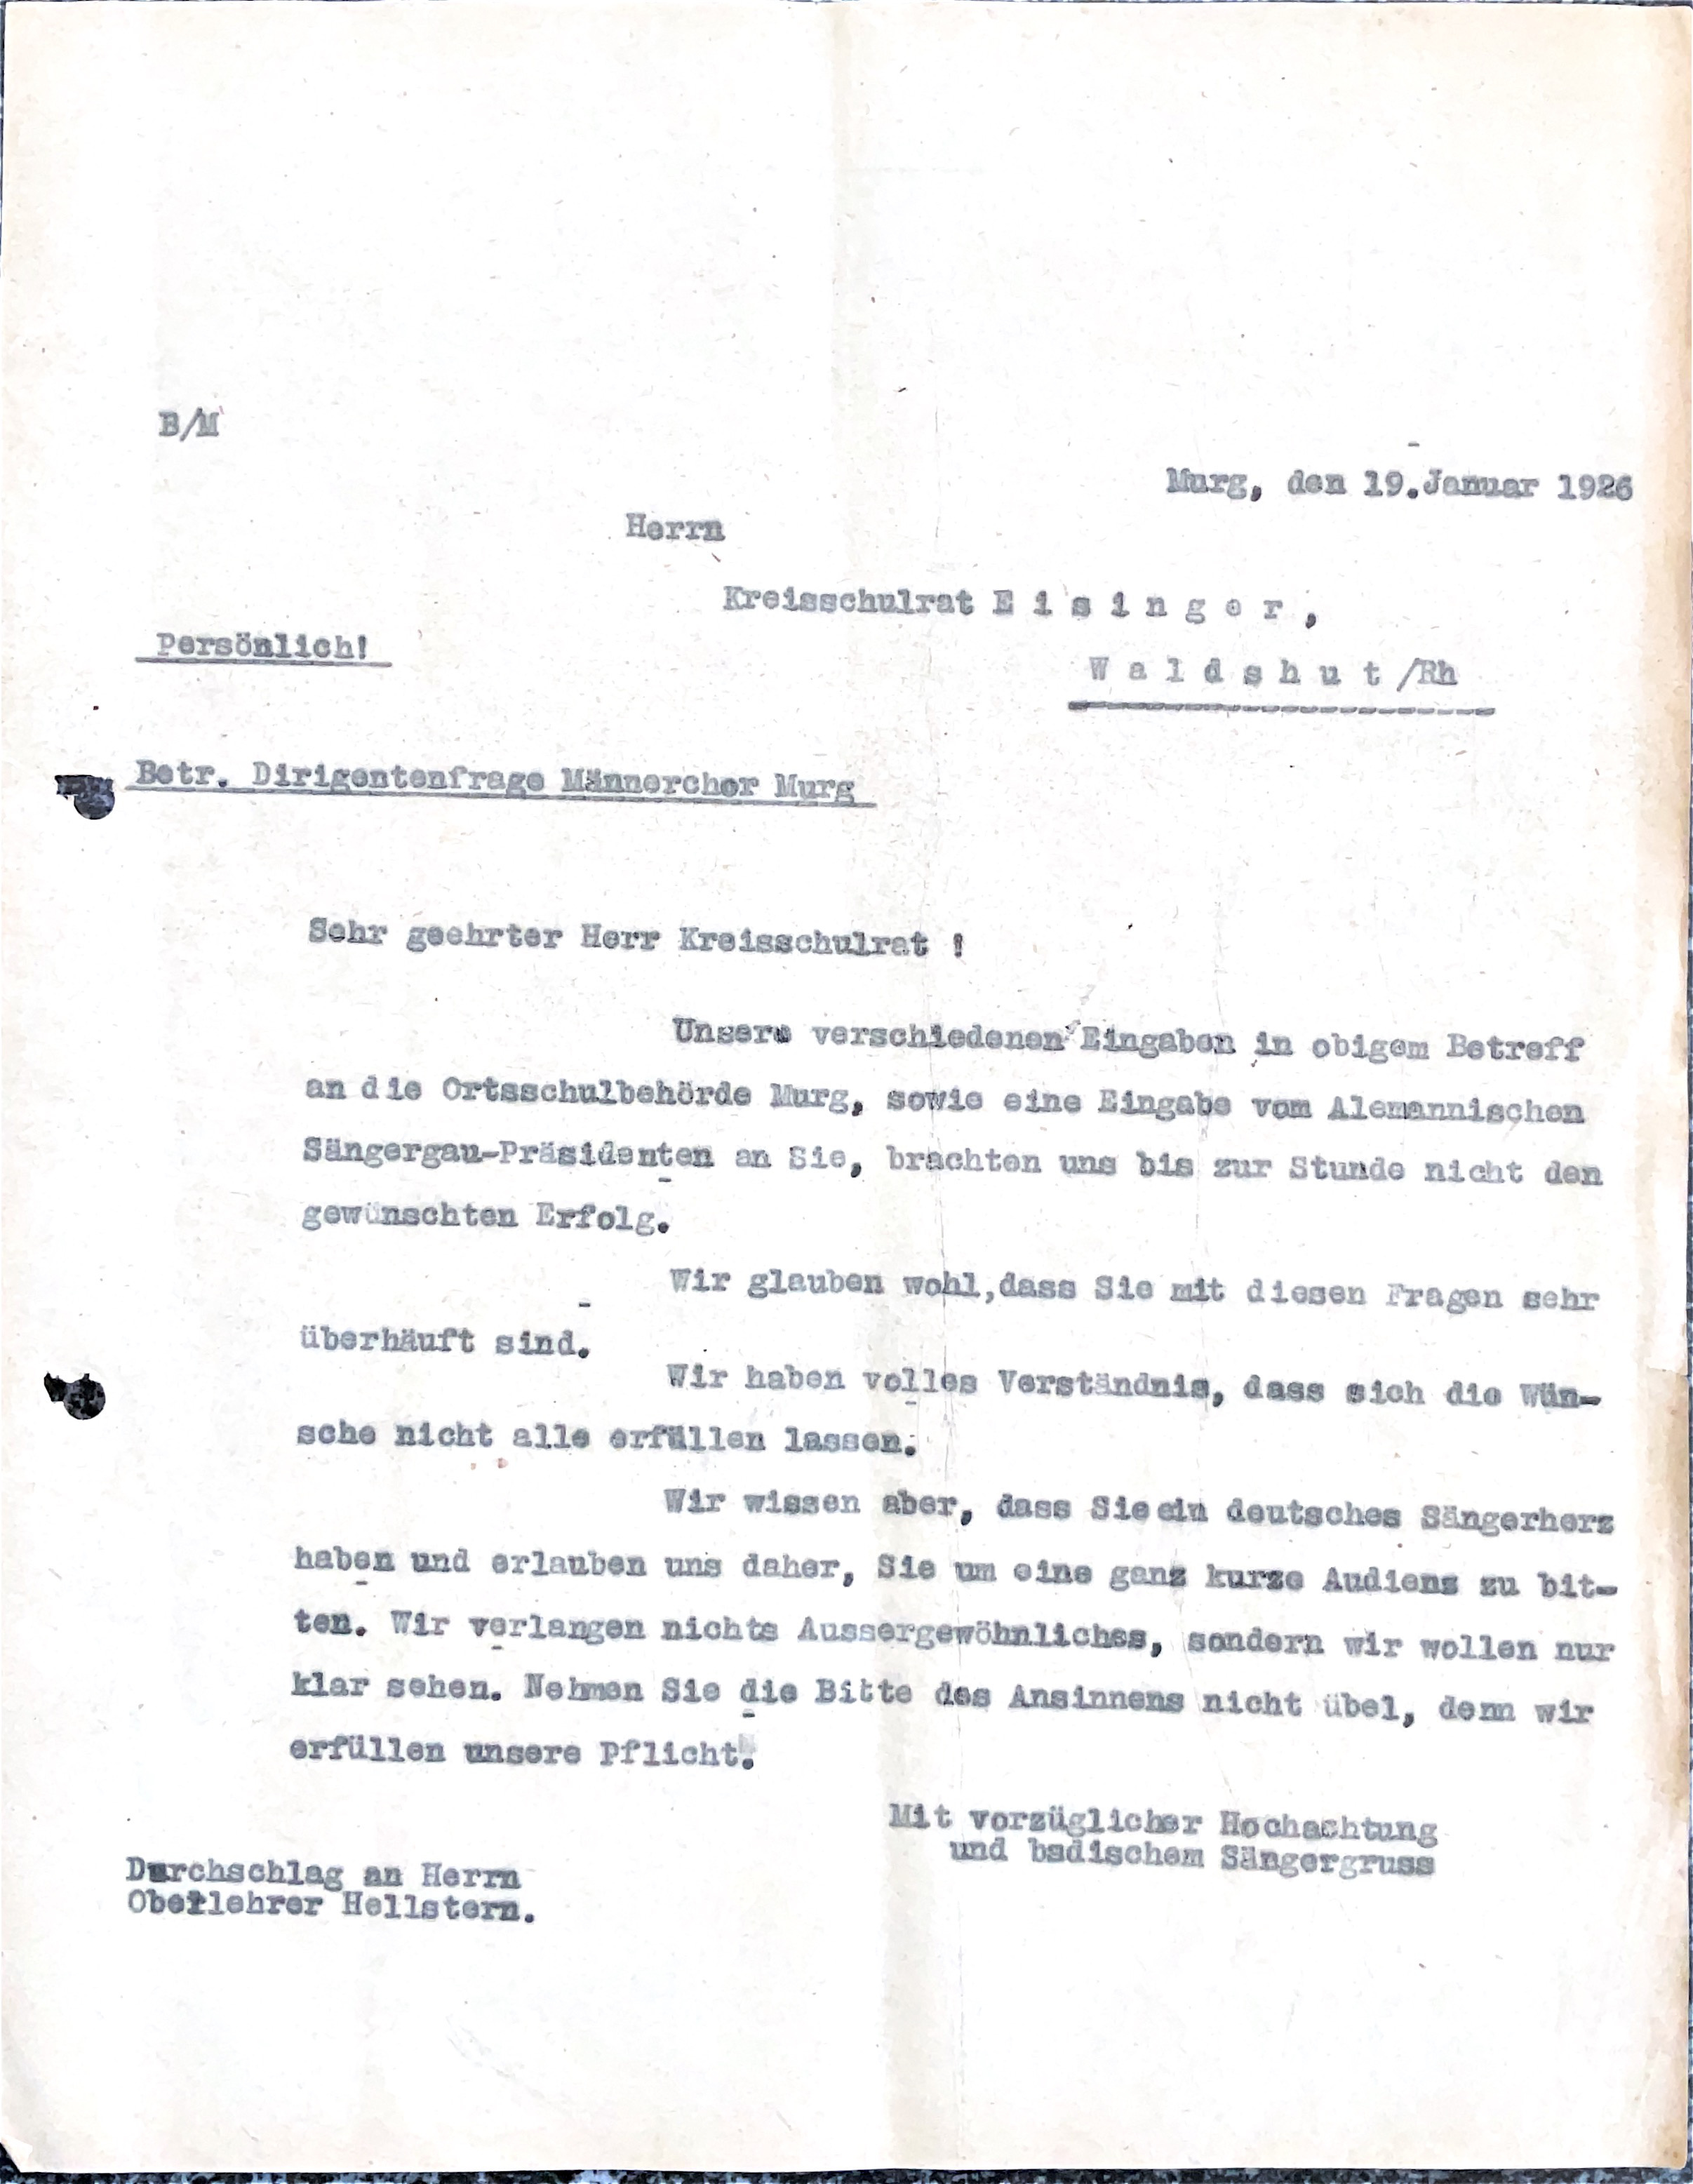 B/M
Murg, den 19.Januar 1926
Herrn
Kreisschulrat E i s i n g e r ,
Persönlich!
W a l d s h u t /Rh
Betr. Dirigentenfrage Männerchor Murg
Sehr geehrter Herr Kreisschulrat !
Unsere verschiedenen Eingaben in obigem Betreff
an die Ortsschulbehörde Murg, sowie eine Eingabe vom Alemannischen
Sängergau-Präsidenten an Sie, brachten uns bis zur Stunde nicht den
gewünschten Erfolg.
Wir glauben wohl,dass Sie mit diesen Fragen sehr
überhäuft sind.
Wir haben volles Verständnis, dass sich die Wün-
sche nicht alle erfüllen lassen.
Wir wissen aber, dass Sie ein deutsches Sängerherz
haben und erlauben uns daher, Sie um eine ganz kurze Audienz zu bit-
ten. Wir verlangen nichts Aussergewöhnliches, sondern wir wollen nur
klar sehen. Nehmen Sie die Bitte des Ansinnens nicht übel, denn wir
erfüllen unsere Pflicht.
Mit vorzüglicher Hochachtung
und badischem Sängergruss
Durchschlag an Herrn
Oberlehrer Hellstern.